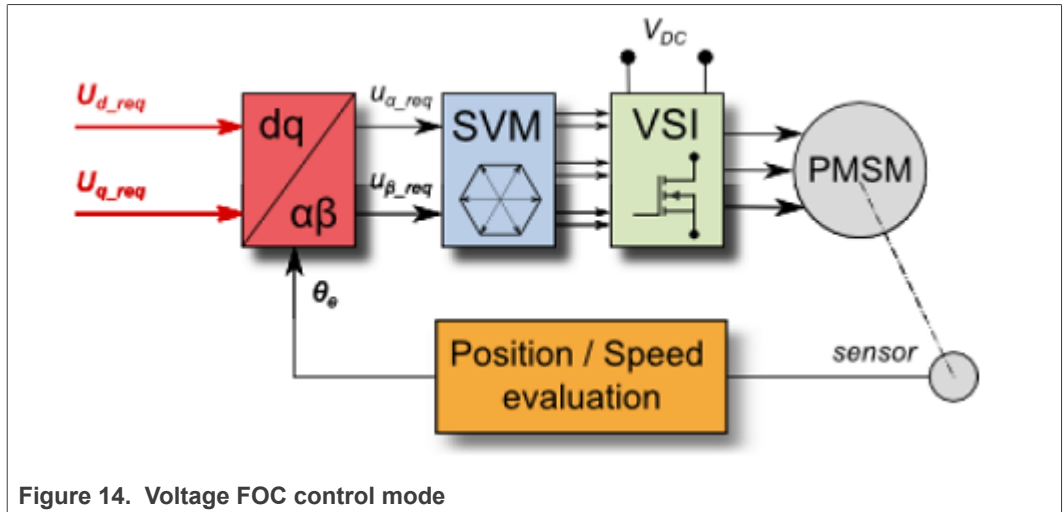 V_DC
U_d_req
dq
u_α_req
SVM
VSI
PMSM
U_q_req
αβ
u_β_req
θ_e
Position / Speed
evaluation
sensor
Figure 14. Voltage FOC control mode